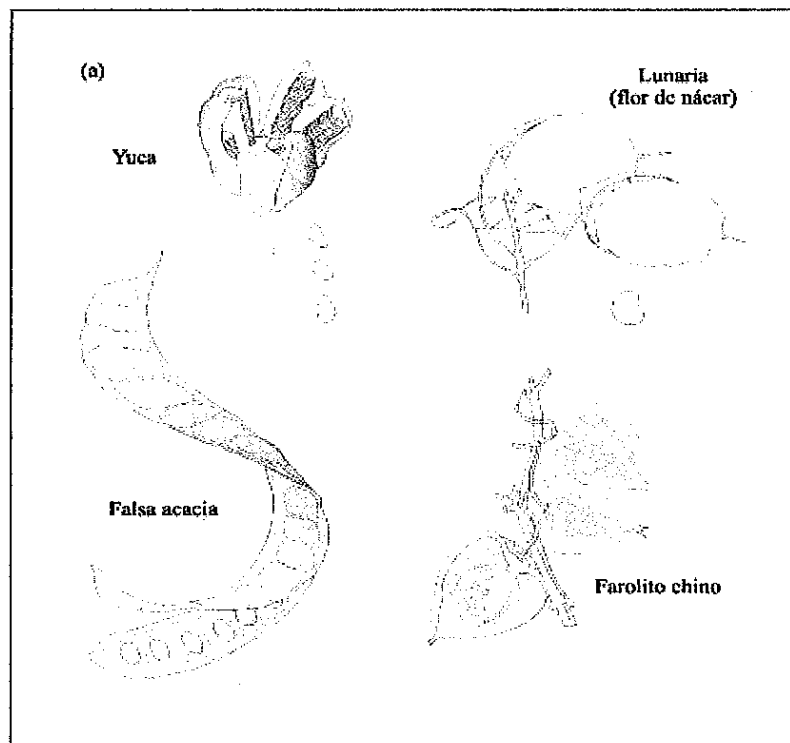 (a)
Lunaria
(flor de nácar)
Yuca
Falsa acacia
Farolito chino